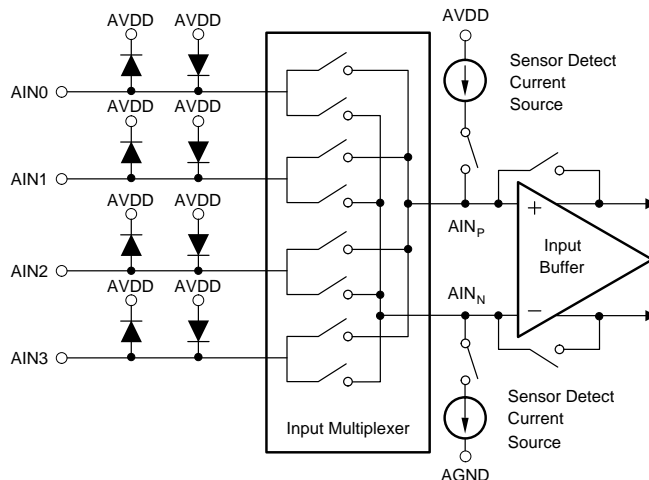 AVDD AVDD
AIN0
AVDD AVDD
AIN1
AVDD AVDD
AIN2
AVDD AVDD
AIN3
Input Multiplexer
AVDD
Sensor Detect
Current
Source
AINP
+
Input
Buffer
AINN
−
Sensor Detect
Current
Source
AGND